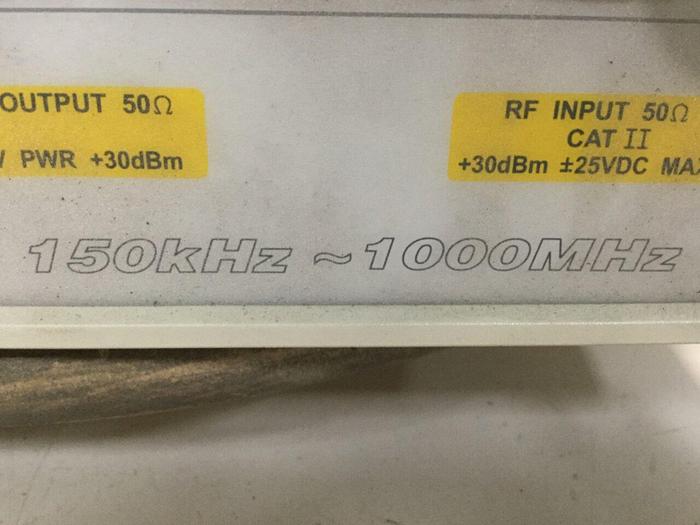 OUTPUT 50Ω
PWR +30dBm
RF INPUT 50Ω
CAT II
+30dBm ±25VDC
150kHz ~ 1000MHz